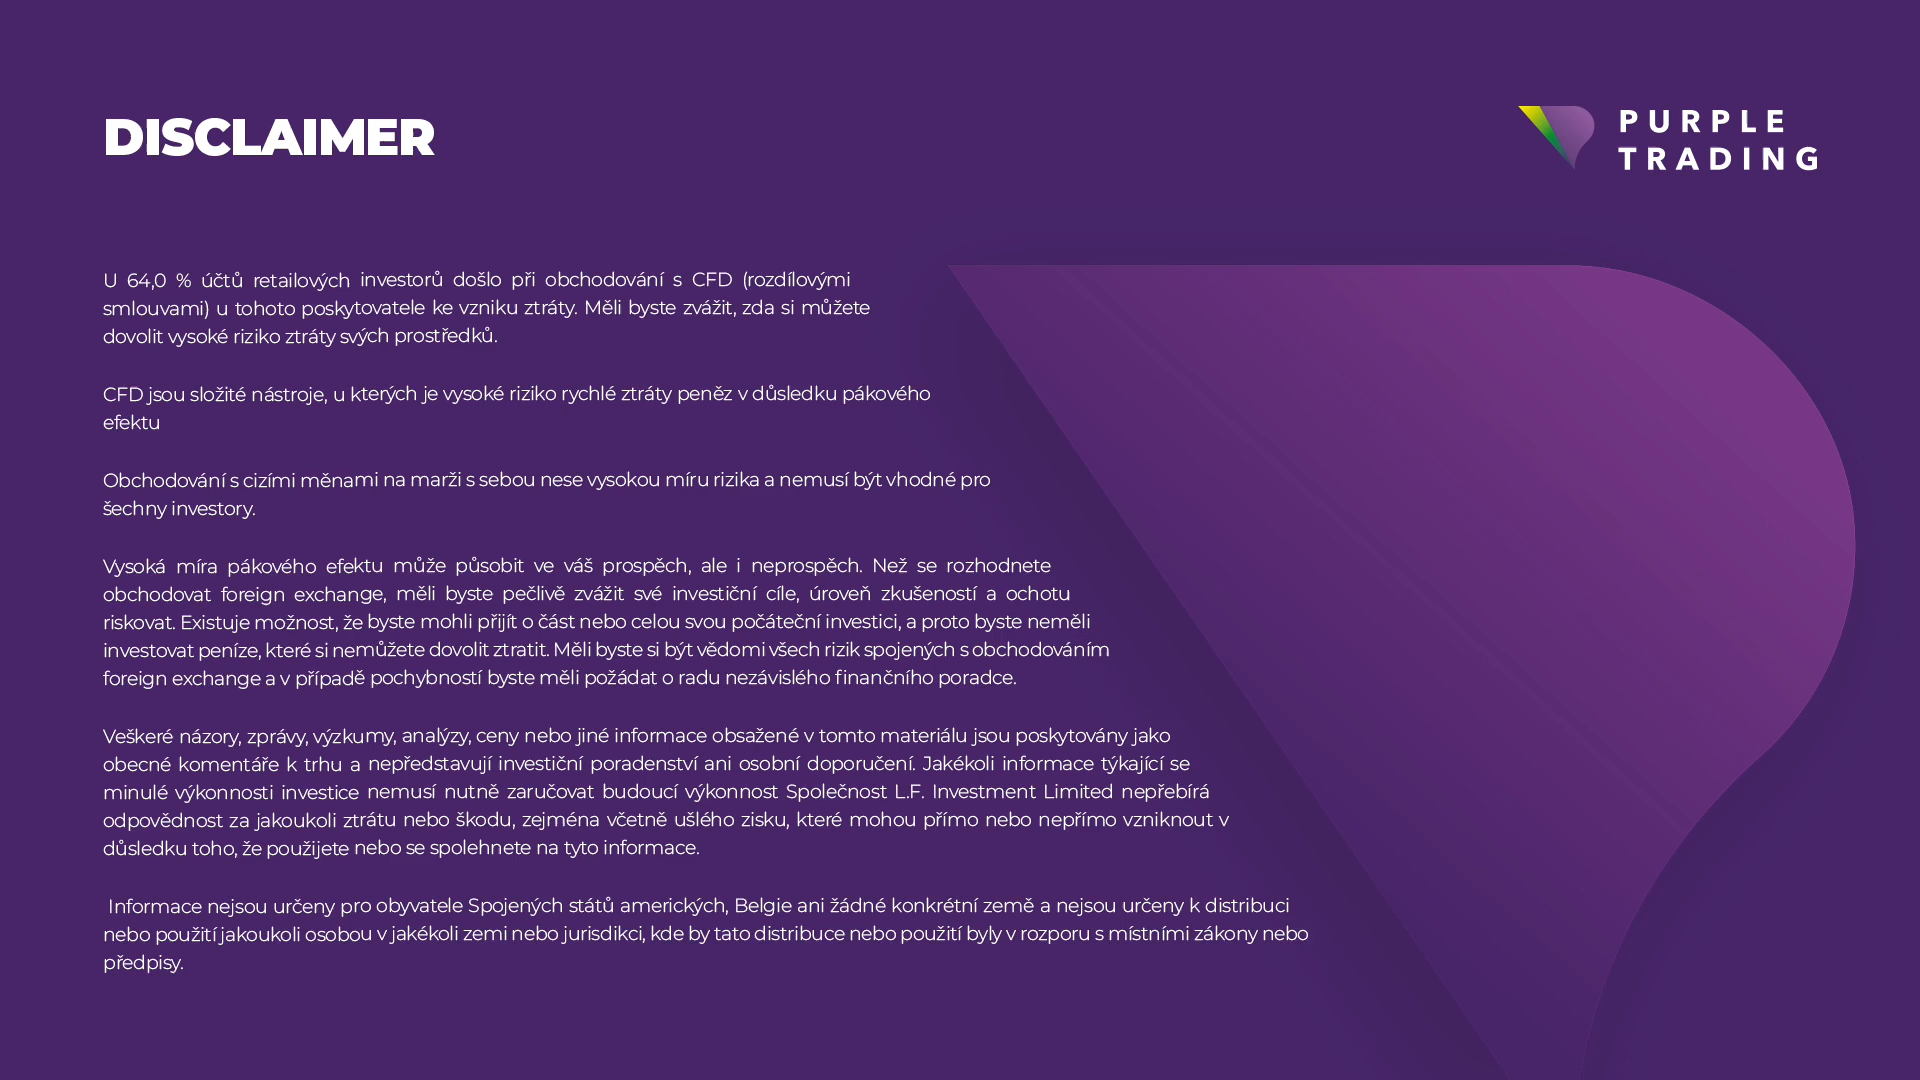 DISCLAIMER
PURPLE
TRADING
U 64,0 % účtů retailových investorů došlo při obchodování s CFD (rozdílovými
smlouvami) u tohoto poskytovatele ke vzniku ztráty. Měli byste zvážit, zda si můžete
dovolit vysoké riziko ztráty svých prostředků.
CFD jsou složité nástroje, u kterých je vysoké riziko rychlé ztráty peněz v důsledku pákového
efektu
Obchodování s cizími měnami na marži s sebou nese vysokou míru rizika a nemusí být vhodné pro
šechny investory.
Vysoká míra pákového efektu může působit ve váš prospěch, ale i neprospěch. Než se rozhodnete
obchodovat foreign exchange, měli byste pečlivě zvážit své investiční cíle, úroveň zkušeností a ochotu
riskovat. Existuje možnost, že byste mohli přijít o část nebo celou svou počáteční investici, a proto byste neměli
investovat peníze, které si nemůžete dovolit ztratit. Měli byste si být vědomi všech rizik spojených s obchodováním
foreign exchange a v případě pochybností byste měli požádat o radu nezávislého finančního poradce.
Veškeré názory, zprávy, výzkumy, analýzy, ceny nebo jiné informace obsažené v tomto materiálu jsou poskytovány jako
obecné komentáře k trhu a nepředstavují investiční poradenství ani osobní doporučení. Jakékoli informace týkající se
minulé výkonnosti investice nemusí nutně zaručovat budoucí výkonnost Společnost L.F. Investment Limited nepřebírá
odpovědnost za jakoukoli ztrátu nebo škodu, zejména včetně ušlého zisku, které mohou přímo nebo nepřímo vzniknout v
důsledku toho, že použijete nebo se spolehnete na tyto informace.
Informace nejsou určeny pro obyvatele Spojených států amerických, Belgie ani žádné konkrétní země a nejsou určeny k distribuci
nebo použití jakoukoli osobou v jakékoli zemi nebo jurisdikci, kde by tato distribuce nebo použití byly v rozporu s místními zákony nebo
předpisy.